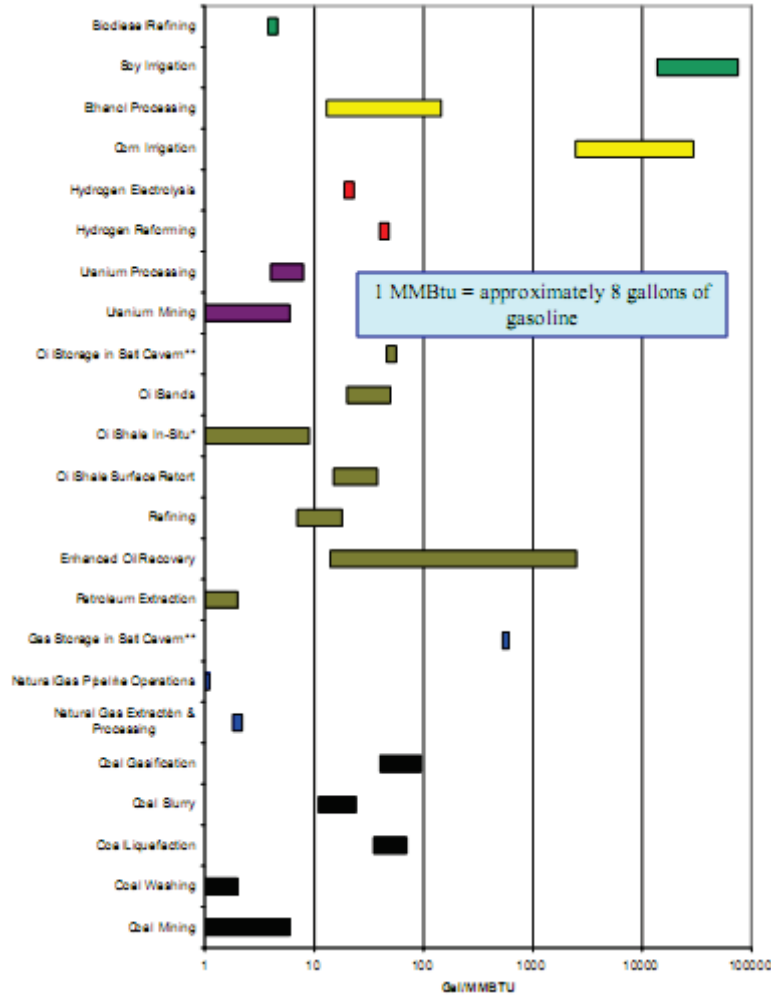 Biodiesel Refining
Soy Irrigation
Ethanol Processing
Corn Irrigation
Hydrogen Electrolysis
Hydrogen Reforming
Uranium Processing
1 MMBtu = approximately 8 gallons of
gasoline
Uranium Mining
Oil Storage in Salt Cavern**
Oil Sands
Oil Shale In-Situ*
Oil Shale Surface Retort
Refining
Enhanced Oil Recovery
Petroleum Extraction
Gas Storage in Salt Cavern**
Natural Gas Pipeline Operations
Natural Gas Extraction &
Processing
Coal Gasification
Coal Slurry
Coal Liquefaction
Coal Washing
Coal Mining
1 10 100 1000 10000 100000
Gal/MMBTU